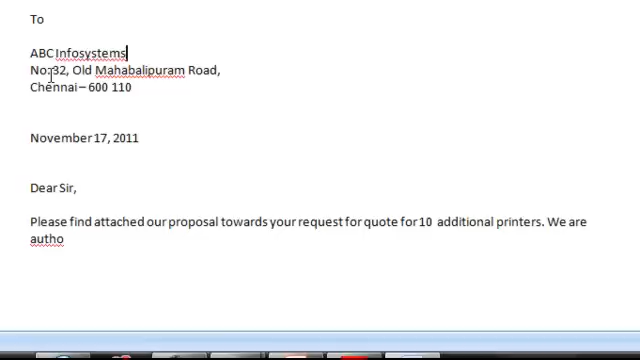 To
ABC Infosystems
No:32, Old Mahabalipuram Road,
Chennai – 600 110
November 17, 2011
Dear Sir,
Please find attached our proposal towards your request for quote for 10 additional printers. We are
autho